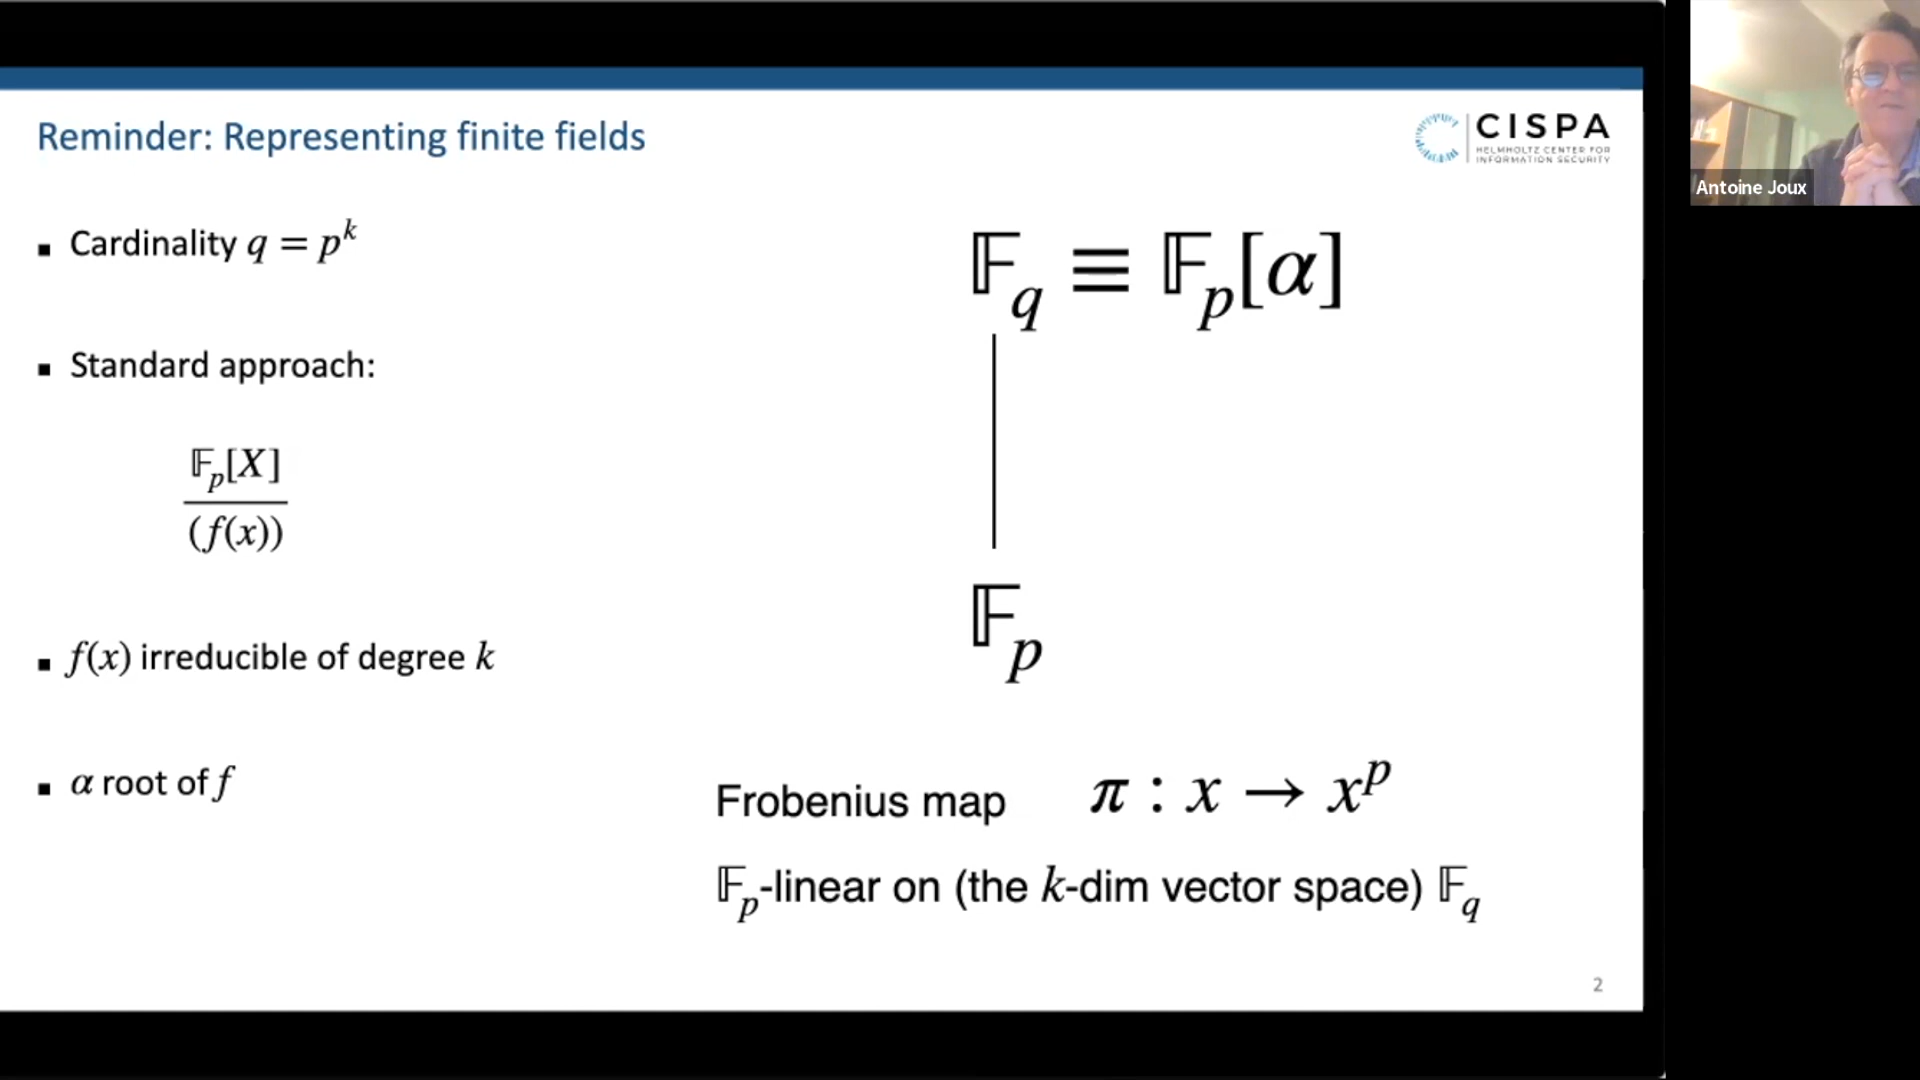 Reminder: Representing finite fields
CISPA
HELMHOLTZ CENTER FOR
INFORMATION SECURITY
Antoine Joux
▪ Cardinality q = p^k
▪ Standard approach:
𝔽_p[X]
(f(x))
▪ f(x) irreducible of degree k
▪ α root of f
𝔽_q ≡ 𝔽_p[α]
𝔽_p
Frobenius map π : x → x^p
𝔽_p-linear on (the k-dim vector space) 𝔽_q
2